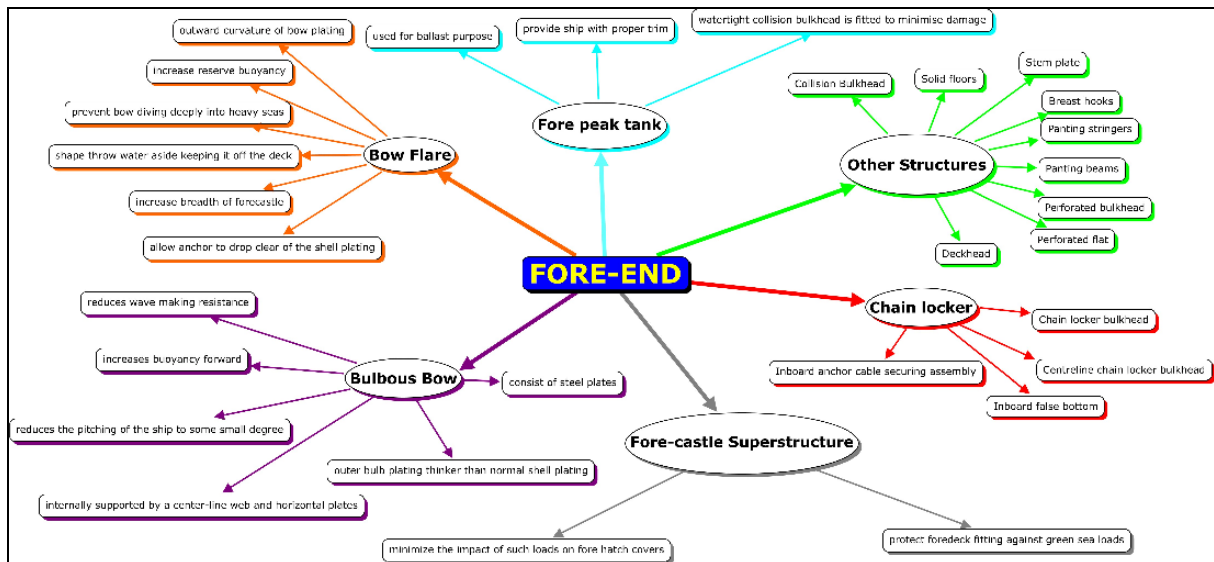 outward curvature of bow plating
increase reserve buoyancy
prevent bow diving deeply into heavy seas
shape throw water aside keeping it off the deck
increase breadth of forecastle
allow anchor to drop clear of the shell plating
Bow Flare
used for ballast purpose
provide ship with proper trim
watertight collision bulkhead is fitted to minimise damage
Fore peak tank
Collision Bulkhead
Solid floors
Stem plate
Breast hooks
Panting stringers
Panting beams
Perforated bulkhead
Perforated flat
Deckhead
Other Structures
FORE-END
Chain locker
Chain locker bulkhead
Centreline chain locker bulkhead
Inboard false bottom
Inboard anchor cable securing assembly
reduces wave making resistance
increases buoyancy forward
reduces the pitching of the ship to some small degree
internally supported by a center-line web and horizontal plates
outer bulb plating thinker than normal shell plating
consist of steel plates
Bulbous Bow
Fore-castle Superstructure
minimize the impact of such loads on fore hatch covers
protect foredeck fitting against green sea loads